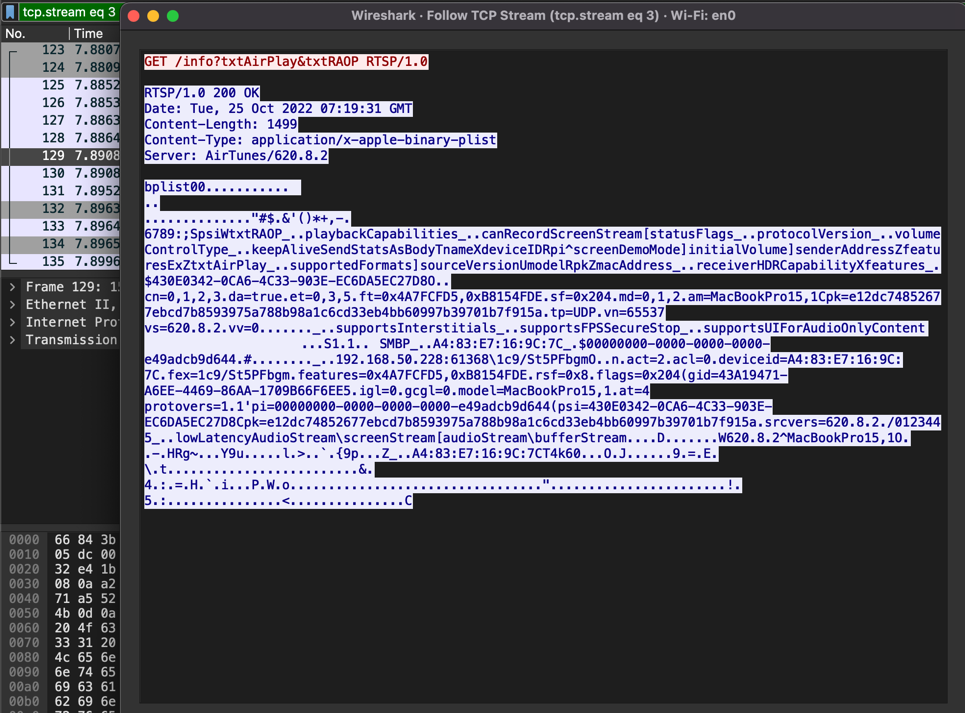 tcp.stream eq 3
Wireshark · Follow TCP Stream (tcp.stream eq 3) · Wi-Fi: en0
No. Time
123 7.8807
124 7.8809
125 7.8852
126 7.8853
127 7.8863
128 7.8864
129 7.8908
130 7.8908
131 7.8952
132 7.8963
133 7.8964
134 7.8965
135 7.8996
> Frame 129: 15
> Ethernet II,
> Internet Pro
> Transmission
0000 66 84 3b
0010 05 dc 00
0020 32 e4 1b
0030 08 0a a2
0040 71 a5 52
0050 4b 0d 0a
0060 20 4f 63
0070 33 31 20
0080 4c 65 6e
0090 6e 74 65
00a0 69 63 61
00b0 62 69 6e
GET /info?txtAirPlay&txtRAOP RTSP/1.0
RTSP/1.0 200 OK
Date: Tue, 25 Oct 2022 07:19:31 GMT
Content-Length: 1499
Content-Type: application/x-apple-binary-plist
Server: AirTunes/620.8.2
bplist00...........
..
..............."#$.&'()*+,-.
6789:;SpsiWtxtRAOP_..playbackCapabilities_..canRecordScreenStream[statusFlags_..protocolVersion_..volume
ControlType_..keepAliveSendStatsAsBodyTnameXdeviceIDRpi^screenDemoMode]initialVolume]senderAddressZfeatu
resExZtxtAirPlay_..supportedFormats]sourceVersionUmodelRpkZmacAddress_..receiverHDRCapabilityXfeatures_.
$430E0342-0CA6-4C33-903E-EC6DA5EC27D8O..
cn=0,1,2,3.da=true.et=0,3,5.ft=0x4A7FCFD5,0xB8154FDE.sf=0x204.md=0,1,2.am=MacBookPro15,1Cpk=e12dc7485267
7ebcd7b8593975a788b98a1c6cd33eb4bb60997b39701b7f915a.tp=UDP.vn=65537
vs=620.8.2.vv=0......._..supportsInterstitials_..supportsFPSSecureStop_..supportsUIForAudioOnlyContent
...S1.1.. SMBP_..A4:83:E7:16:9C:7C_.$00000000-0000-0000-0000-
e49adcb9d644.#........_..192.168.50.228:61368\1c9/St5PFbgmO..n.act=2.acl=0.deviceid=A4:83:E7:16:9C:
7C.fex=1c9/St5PFbgm.features=0x4A7FCFD5,0xB8154FDE.rsf=0x8.flags=0x204(gid=43A19471-
A6EE-4469-86AA-1709B66F6EE5.igl=0.gcgl=0.model=MacBookPro15,1.at=4
protovers=1.1'pi=00000000-0000-0000-0000-e49adcb9d644(psi=430E0342-0CA6-4C33-903E-
EC6DA5EC27D8Cpk=e12dc74852677ebcd7b8593975a788b98a1c6cd33eb4bb60997b39701b7f915a.srcvers=620.8.2./012344
5_..lowLatencyAudioStream\screenStream[audioStream\bufferStream....D.......W620.8.2^MacBookPro15,1O.
.-.HRg~...Y9u.....l.>..`.{9p...Z_..A4:83:E7:16:9C:7CT4k60...O.J......9.=.E.
\.t.........................&.
4.:.=.H.`.i...P.W.o................................".......................!.
5.:...............<...............C